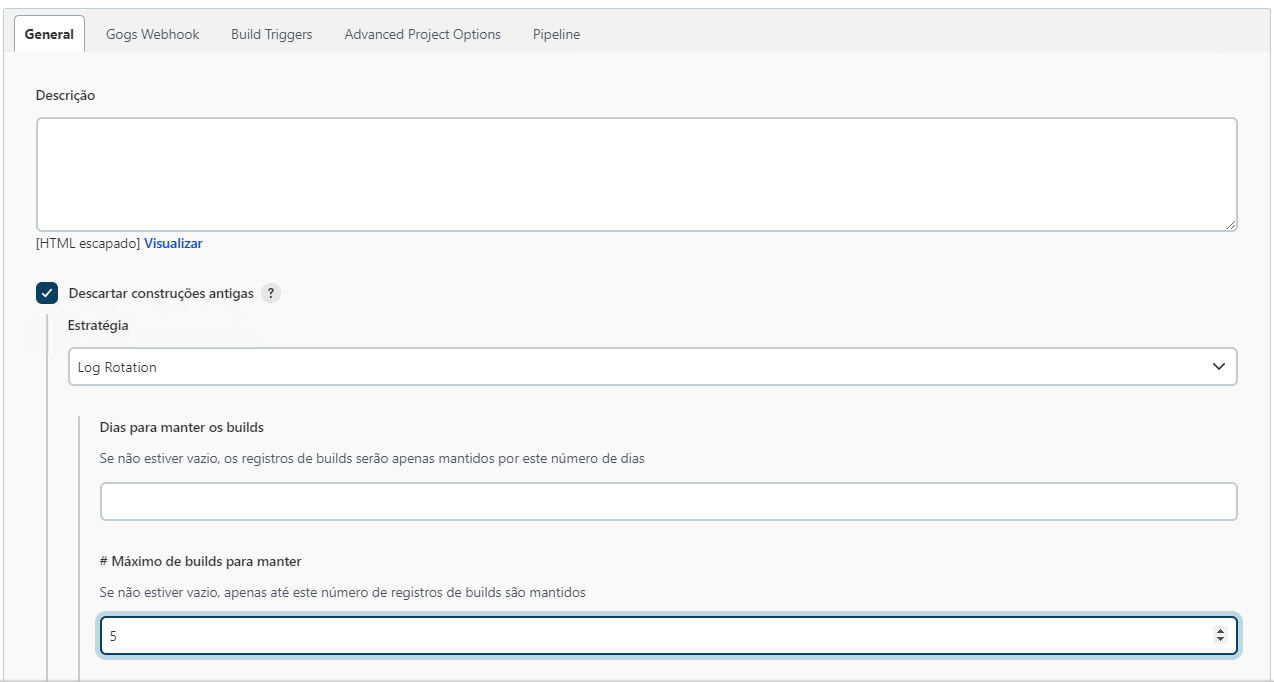 General Gogs Webhook Build Triggers Advanced Project Options Pipeline
Descrição
[HTML escapado] Visualizar
Descartar construções antigas ?
Estratégia
Log Rotation
Dias para manter os builds
Se não estiver vazio, os registros de builds serão apenas mantidos por este número de dias
# Máximo de builds para manter
Se não estiver vazio, apenas até este número de registros de builds são mantidos
5